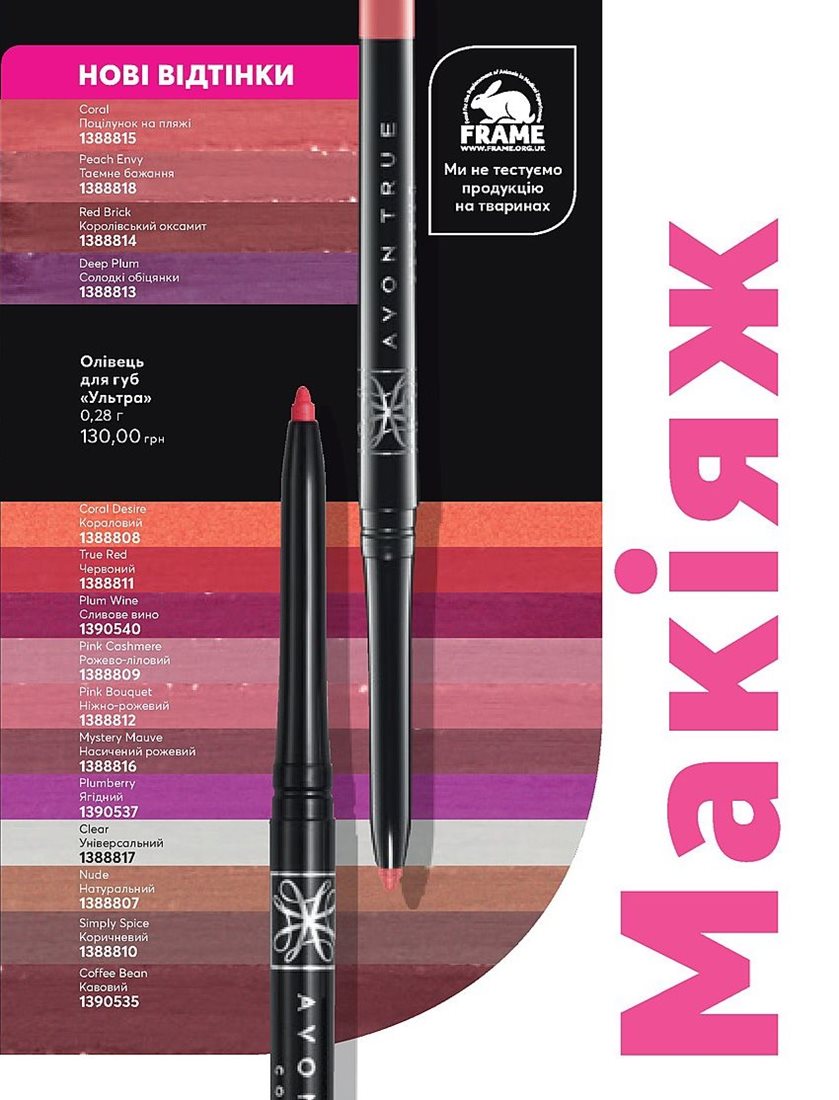 НОВІ ВІДТІНКИ
Coral
Поцілунок на пляжі
1388815
Peach Envy
Таємне бажання
1388818
Red Brick
Королівський оксамит
1388814
Deep Plum
Солодкі обіцянки
1388813
Олівець
для губ
«Ультра»
0,28 г
130,00 грн
Coral Desire
Кораловий
1388808
True Red
Червоний
1388811
Plum Wine
Сливове вино
1390540
Pink Cashmere
Рожево-ліловий
1388809
Pink Bouquet
Ніжно-рожевий
1388812
Mystery Mauve
Насичений рожевий
1388816
Plumberry
Ягідний
1390537
Clear
Універсальний
1388817
Nude
Натуральний
1388807
Simply Spice
Коричневий
1388810
Coffee Bean
Кавовий
1390535
AVON TRUE
FRAME
WWW.FRAME.ORG.UK
Ми не тестуємо
продукцію
на тваринах
Макіяж